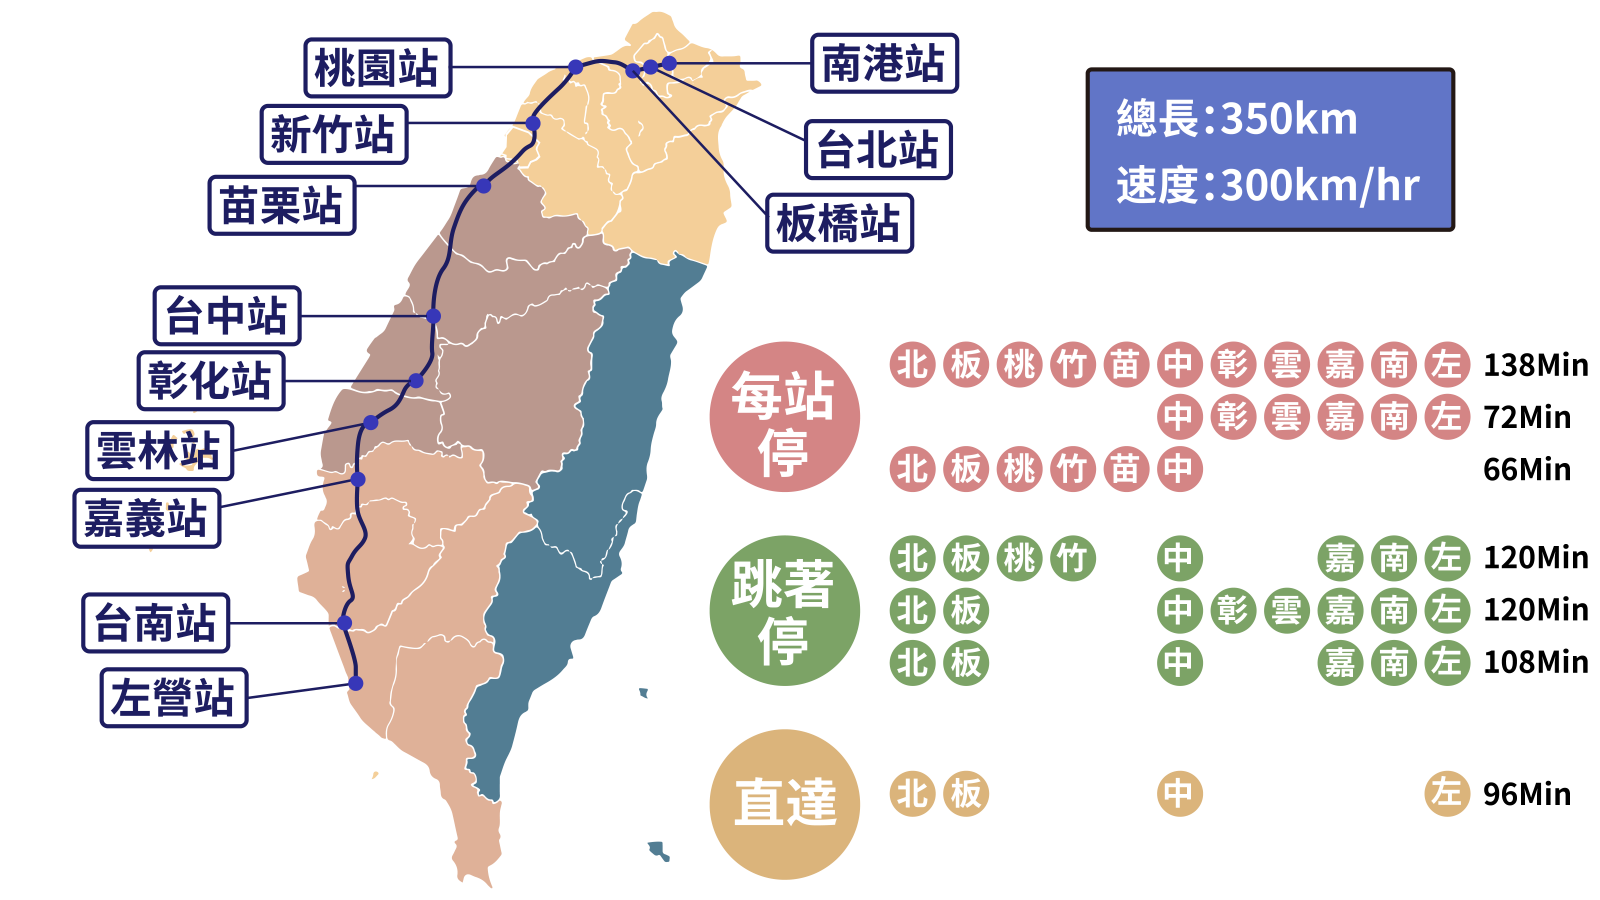 桃園站
南港站
新竹站
台北站
苗栗站
板橋站
總長：350km
速度：300km/hr
台中站
彰化站
雲林站
嘉義站
台南站
左營站
每站
停
北 板 桃 竹 苗 中 彰 雲 嘉 南 左 138Min
中 彰 雲 嘉 南 左 72Min
北 板 桃 竹 苗 中 66Min
跳著
停
北 板 桃 竹 中 嘉 南 左 120Min
北 板 中 彰 雲 嘉 南 左 120Min
北 板 中 嘉 南 左 108Min
直達
北 板 中 左 96Min